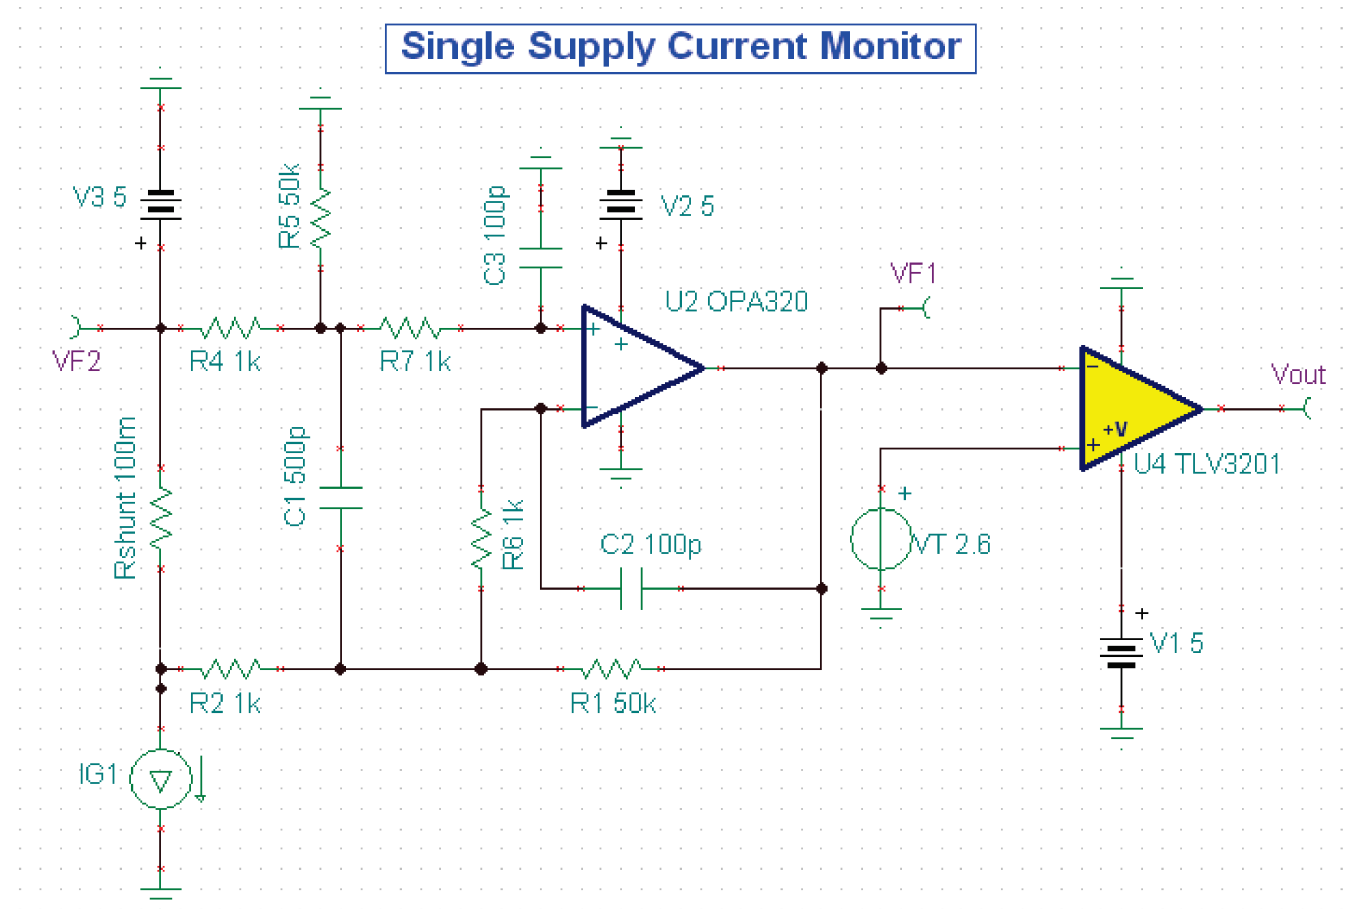 Single Supply Current Monitor
V3 5
R5 50k
C3 100p
V2 5
+
+
U2 OPA320
VF1
VF2
R4 1k
R7 1k
+
+
−
Vout
−
+V
+
U4 TLV3201
Rshunt 100m
C1 500p
R6 1k
C2 100p
+
VT 2.6
+
V1 5
R2 1k
R1 50k
IG1